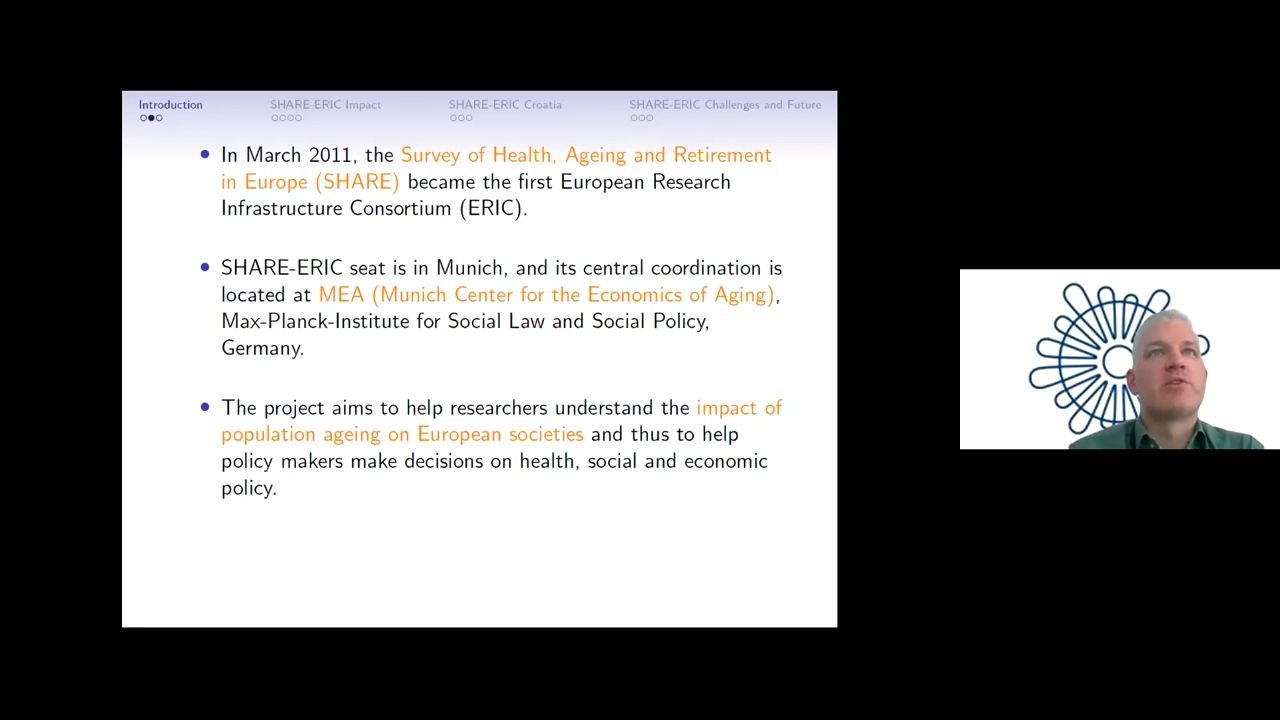 Introduction
SHARE-ERIC Impact
SHARE-ERIC Croatia
SHARE-ERIC Challenges and Future
In March 2011, the Survey of Health, Ageing and Retirement
in Europe (SHARE) became the first European Research
Infrastructure Consortium (ERIC).
SHARE-ERIC seat is in Munich, and its central coordination is
located at MEA (Munich Center for the Economics of Aging),
Max-Planck-Institute for Social Law and Social Policy,
Germany.
The project aims to help researchers understand the impact of
population ageing on European societies and thus to help
policy makers make decisions on health, social and economic
policy.